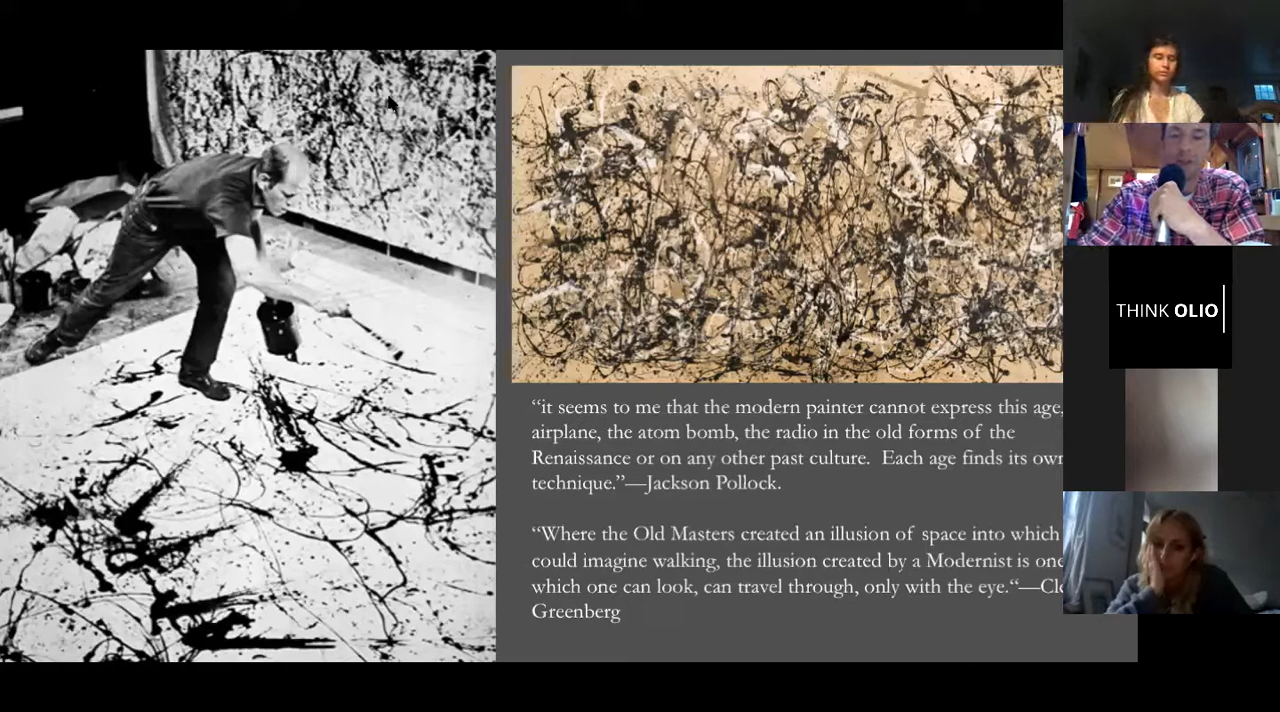 “it seems to me that the modern painter cannot express this age,
airplane, the atom bomb, the radio in the old forms of the
Renaissance or on any other past culture.  Each age finds its own
technique.”—Jackson Pollock.
“Where the Old Masters created an illusion of space into which
could imagine walking, the illusion created by a Modernist is one
which one can look, can travel through, only with the eye.“—Cle
Greenberg
THINK OLIO